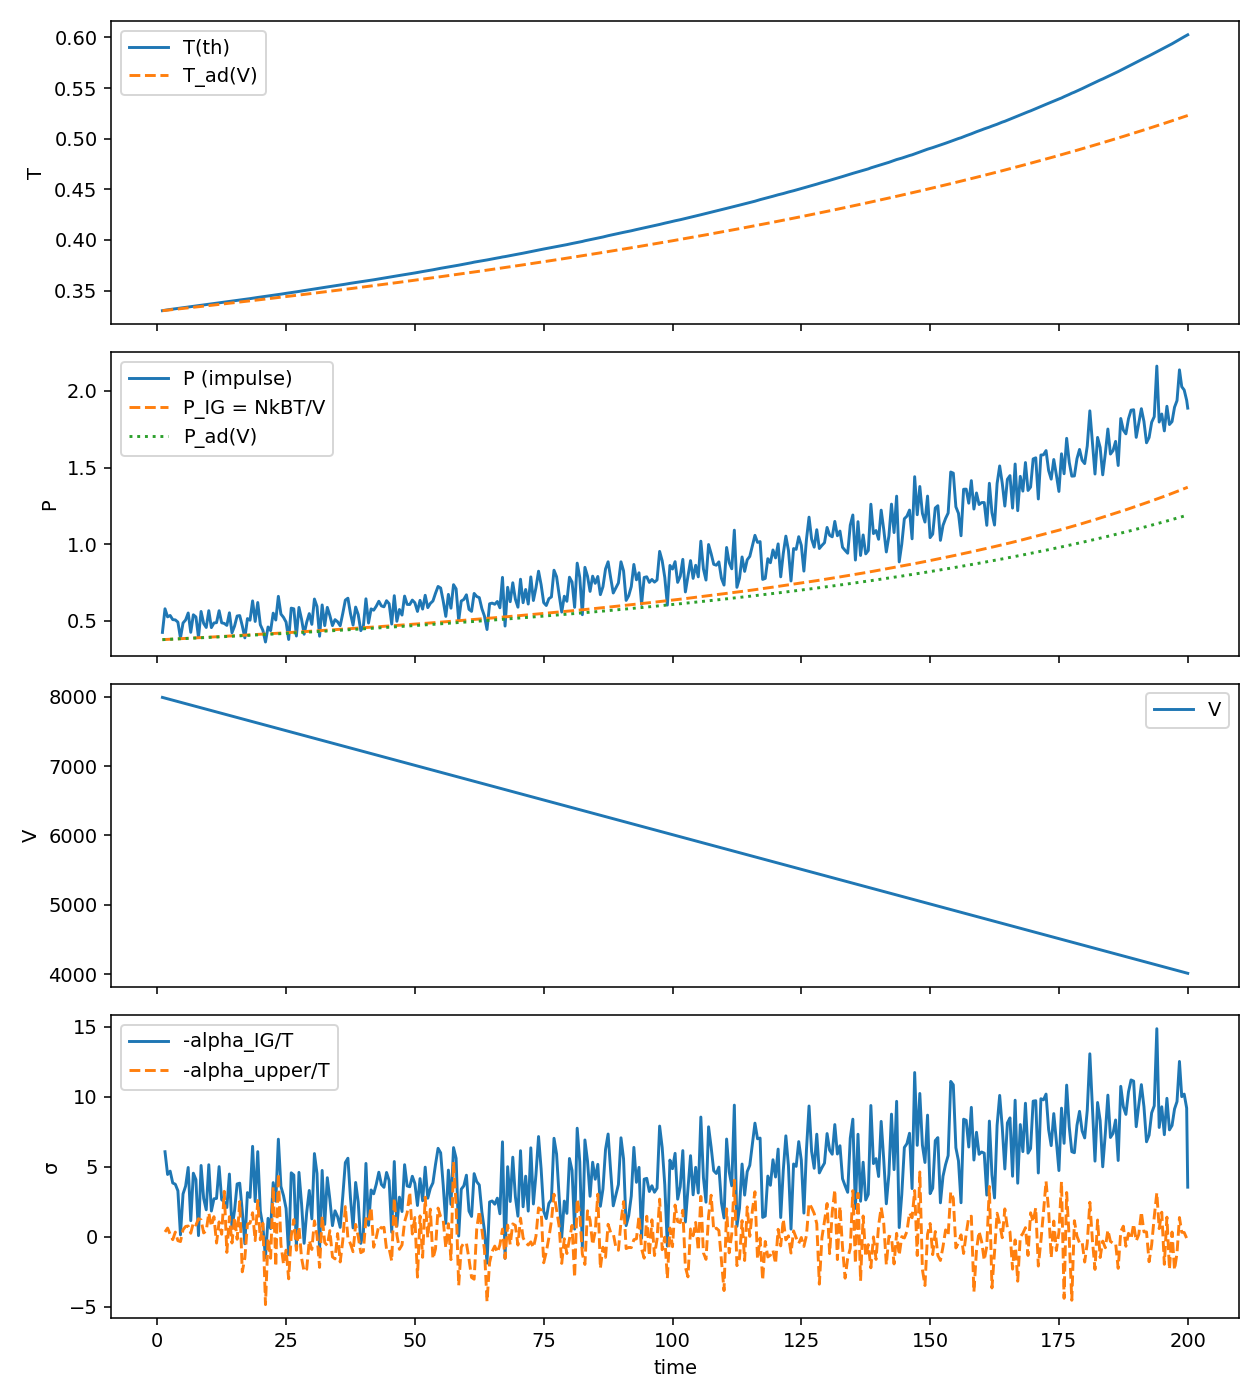 T(th)
T_ad(V)
0.60
0.55
0.50
0.45
0.40
0.35
T
P (impulse)
P_IG = NkBT/V
P_ad(V)
2.0
1.5
1.0
0.5
P
V
8000
7000
6000
5000
4000
V
-alpha_IG/T
-alpha_upper/T
15
10
5
0
−5
σ
0 25 50 75 100 125 150 175 200
time